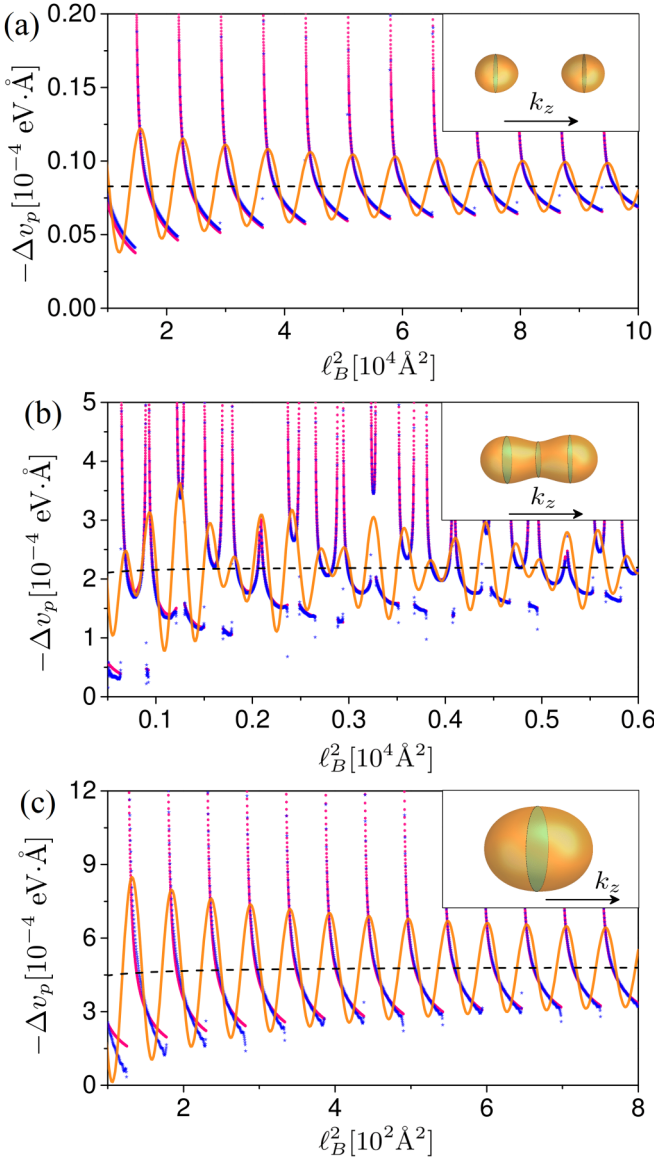 (a)
0.20
0.15
0.10
0.05
0.00
−Δv_p[10^−4 eV·Å]
k_z
2 4 6 8 10
ℓ_B^2[10^4Å^2]
(b)
5
4
3
2
1
0
−Δv_p[10^−4 eV·Å]
k_z
0.1 0.2 0.3 0.4 0.5 0.6
ℓ_B^2[10^4Å^2]
(c)
12
9
6
3
0
−Δv_p[10^−4 eV·Å]
k_z
2 4 6 8
ℓ_B^2[10^2Å^2]